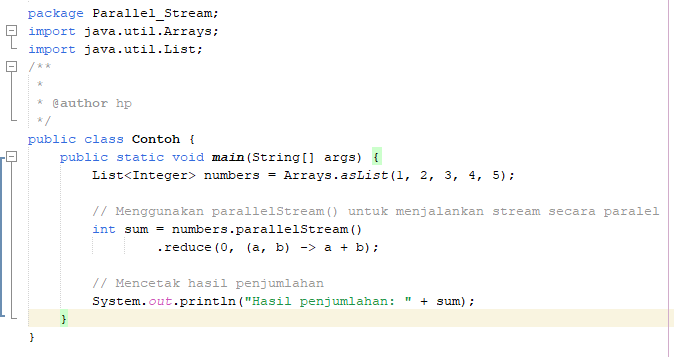 package Parallel_Stream;
import java.util.Arrays;
import java.util.List;
/**
 *
 * @author hp
 */
public class Contoh {
    public static void main(String[] args) {
        List<Integer> numbers = Arrays.asList(1, 2, 3, 4, 5);
        // Menggunakan parallelStream() untuk menjalankan stream secara paralel
        int sum = numbers.parallelStream()
                .reduce(0, (a, b) -> a + b);
        // Mencetak hasil penjumlahan
        System.out.println("Hasil penjumlahan: " + sum);
    }
}